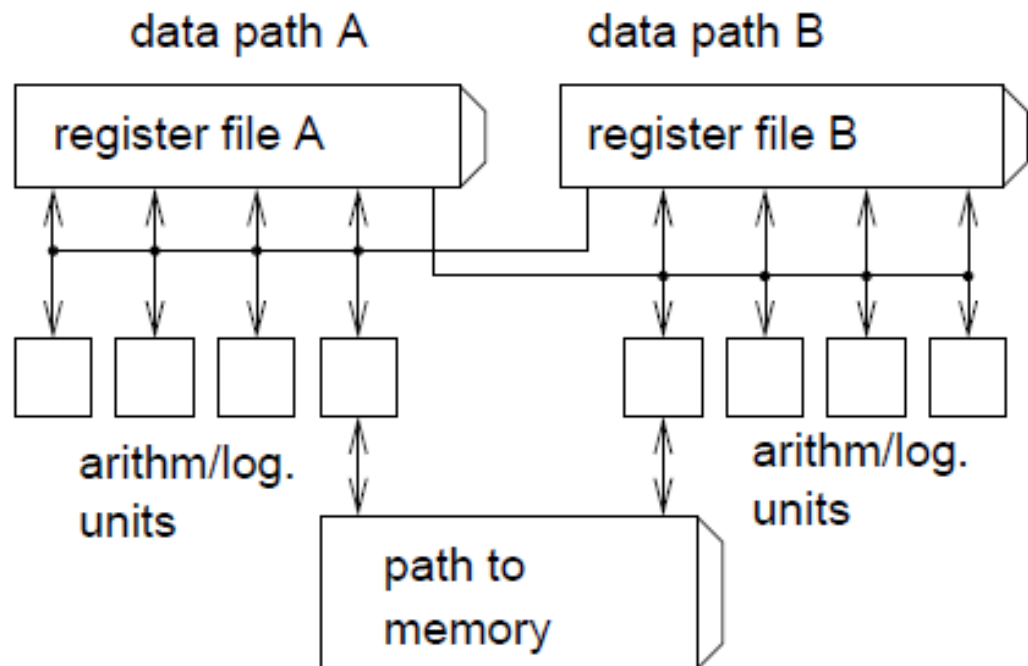 data path A
data path B
register file A
register file B
arithm/log.
units
arithm/log.
units
path to
memory